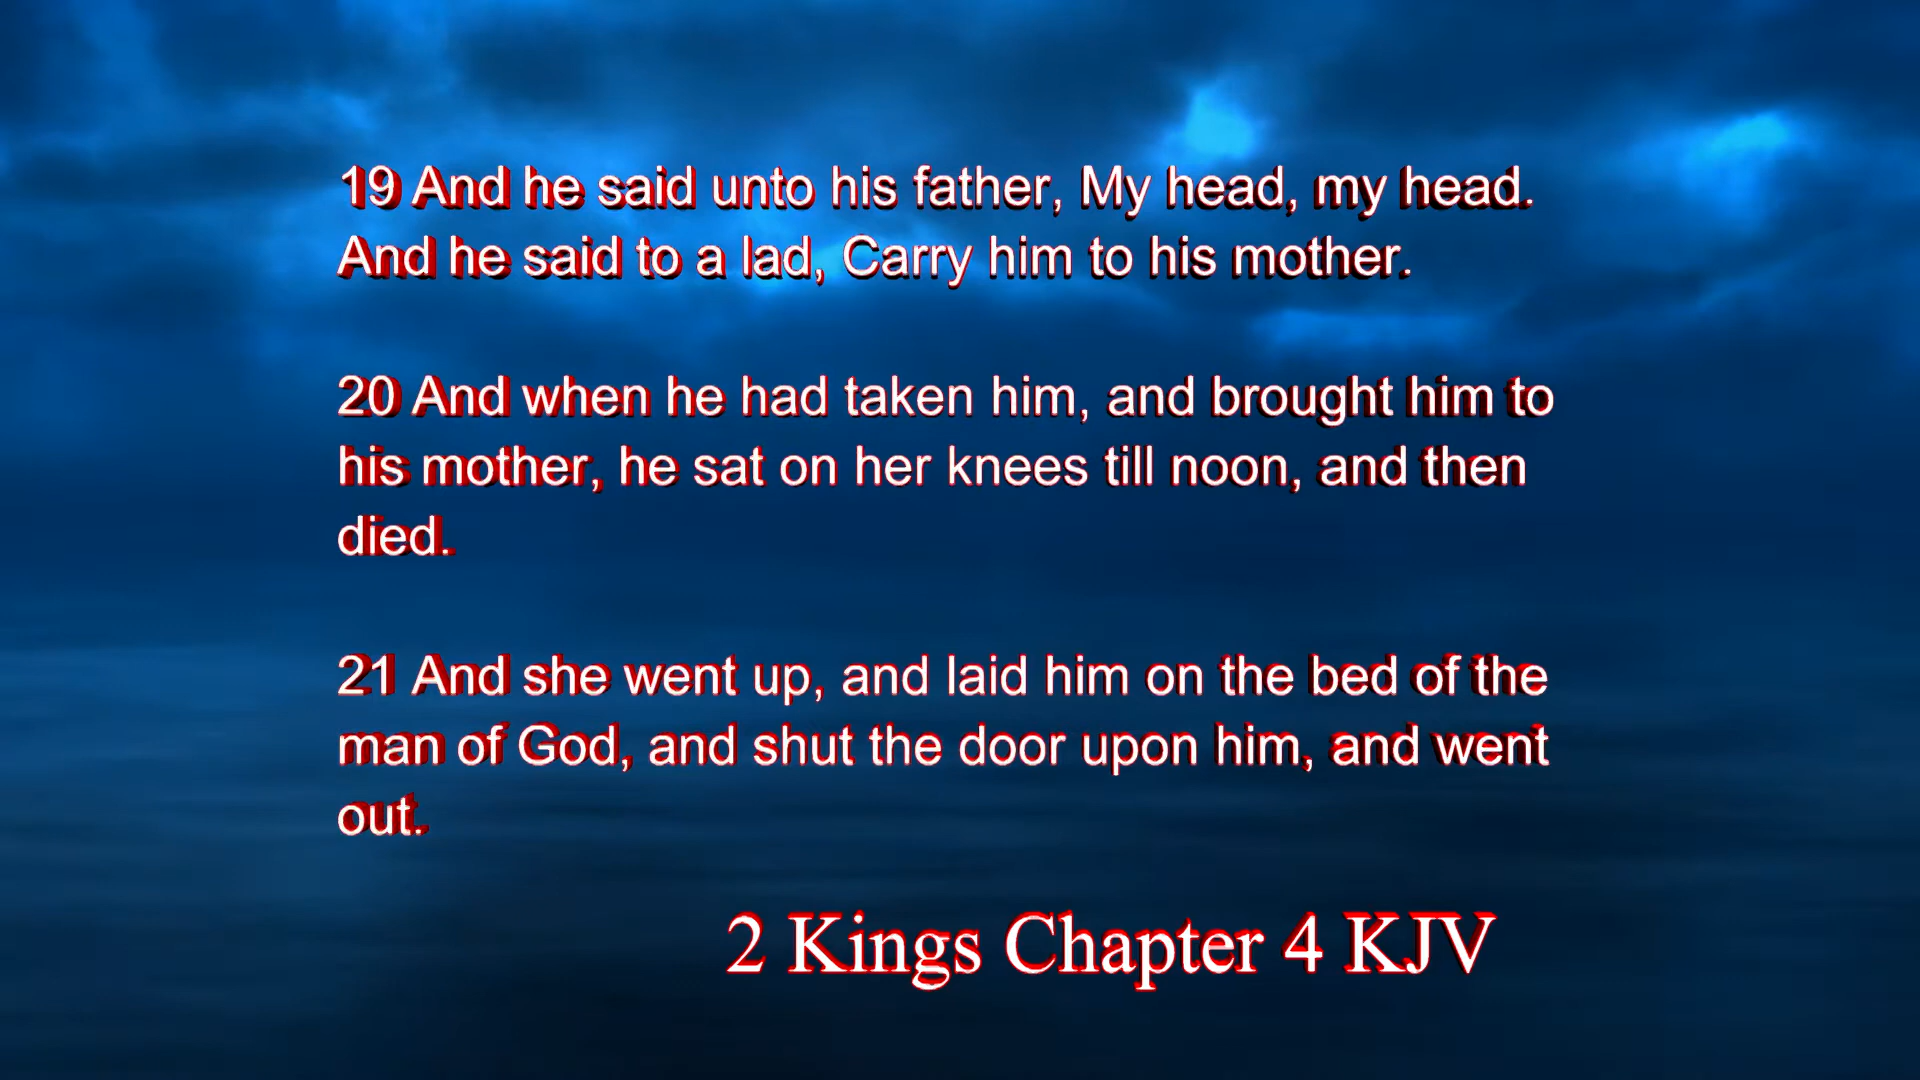 19 And he said unto his father, My head, my head.
And he said to a lad, Carry him to his mother.
20 And when he had taken him, and brought him to
his mother, he sat on her knees till noon, and then
died.
21 And she went up, and laid him on the bed of the
man of God, and shut the door upon him, and went
out.
2 Kings Chapter 4 KJV